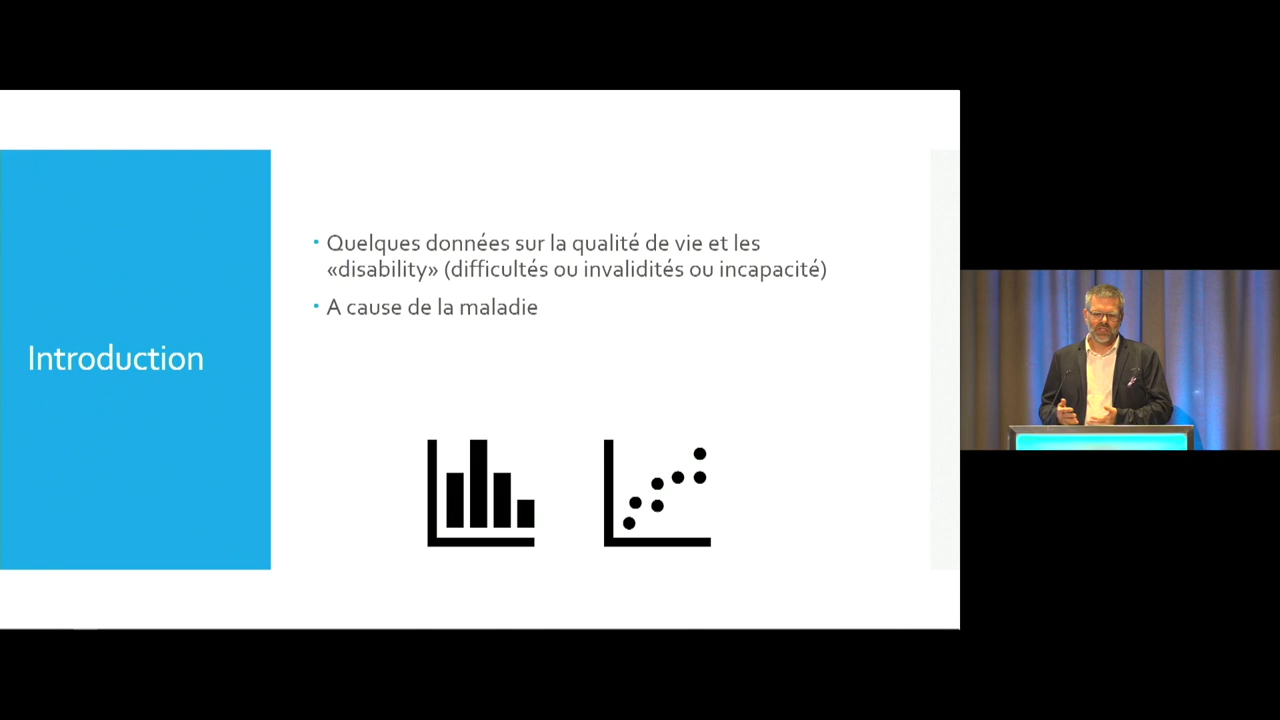 Introduction
• Quelques données sur la qualité de vie et les
«disability» (difficultés ou invalidités ou incapacité)
• A cause de la maladie